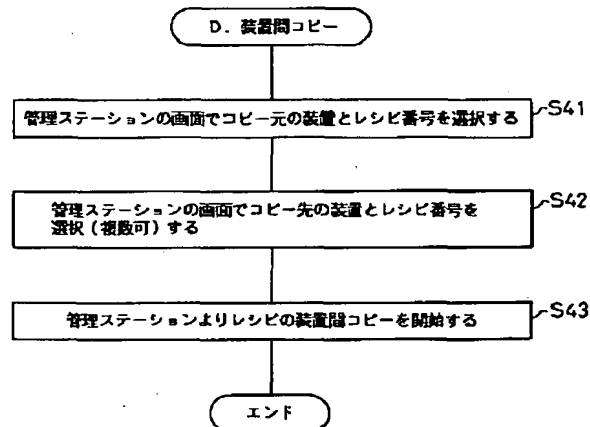 D. 装置間コピー
管理ステーションの画面でコピー元の装置とレシピ番号を選択する
S41
管理ステーションの画面でコピー先の装置とレシピ番号を
選択(複数可)する
S42
管理ステーションよりレシピの装置間コピーを開始する
S43
エンド